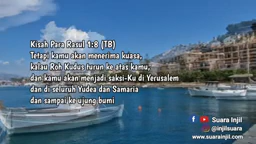 Kisah Para Rasul 1:8 (TB)
Tetapi kamu akan menerima kuasa,
kalau Roh Kudus turun ke atas kamu,
dan kamu akan menjadi saksi-Ku di Yerusalem
dan di seluruh Yudea dan Samaria
dan sampai ke ujung bumi
Suara Injil
@injilsuara
www.suarainjil.com